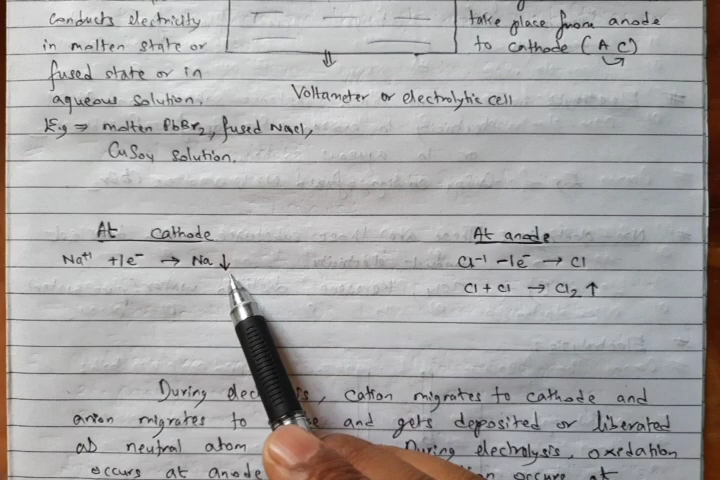 conducts electricity
in molten state or
fused state or in
aqueous solution.
E.g ⇒ molten PbBr2, fused NaCl,
CuSO4 solution.
take place from anode
to cathode (A C)
⇓
Voltameter or electrolytic cell
At cathode
Na+1 +1e- → Na ↓
At anode
Cl-1 -1e- → Cl
Cl + Cl → Cl2 ↑
During, cation migrates to cathode and
anion migrates to and gets deposited or liberated
as neutral atom During electrolysis, oxidation
occurs at anode occurs at